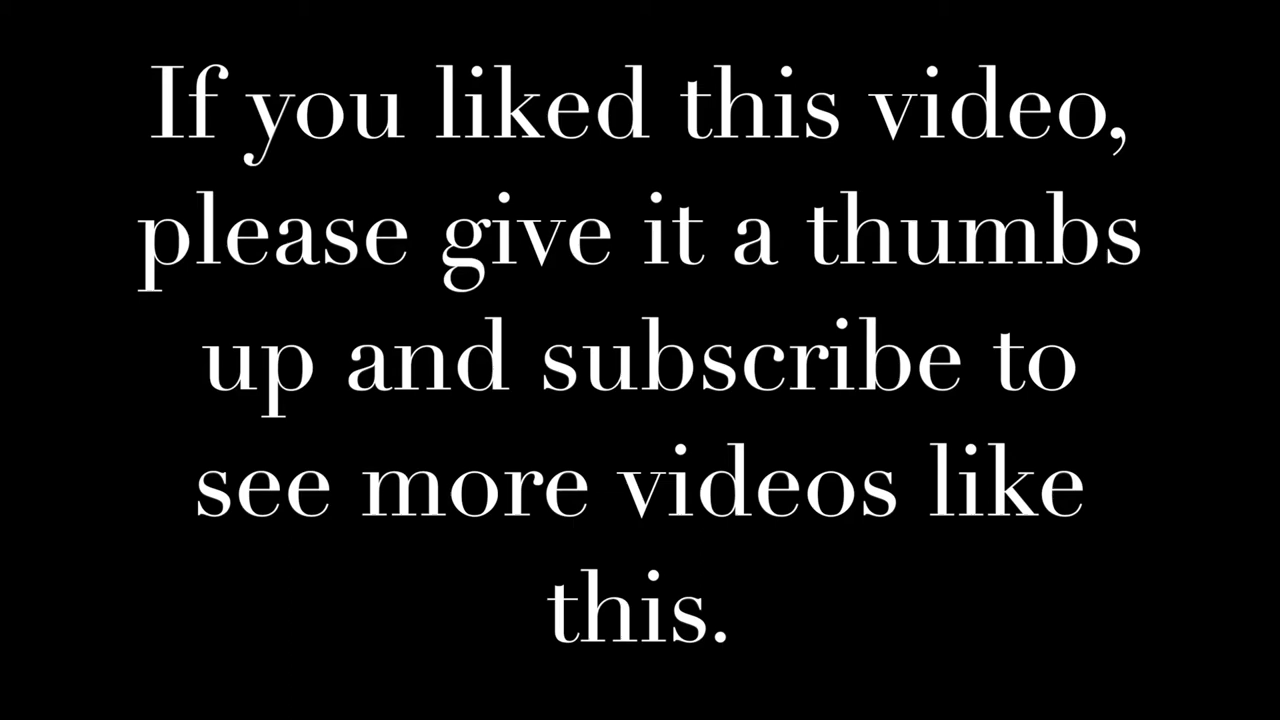 If you liked this video,
please give it a thumbs
up and subscribe to
see more videos like
this.